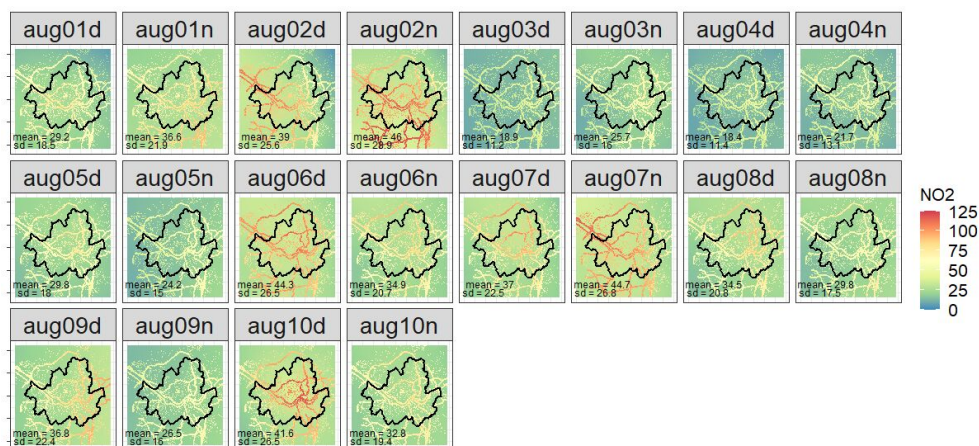 aug01d aug01n aug02d aug02n aug03d aug03n aug04d aug04n
mean = 29.2 mean = 36.6 mean = 39 mean = 46 mean = 18.9 mean = 25.7 mean = 18.4 mean = 21.7
sd = 18.5 sd = 21.9 sd = 25.6 sd = 28.9 sd = 11.2 sd = 16 sd = 11.4 sd = 13.1
aug05d aug05n aug06d aug06n aug07d aug07n aug08d aug08n
mean = 29.8 mean = 24.2 mean = 44.3 mean = 34.9 mean = 37 mean = 44.7 mean = 34.5 mean = 29.8
sd = 18 sd = 15 sd = 26.5 sd = 20.7 sd = 22.5 sd = 26.8 sd = 20.8 sd = 17.5
NO2
125
100
75
50
25
0
aug09d aug09n aug10d aug10n
mean = 36.8 mean = 26.5 mean = 41.6 mean = 32.8
sd = 22.4 sd = 16 sd = 26.5 sd = 19.4